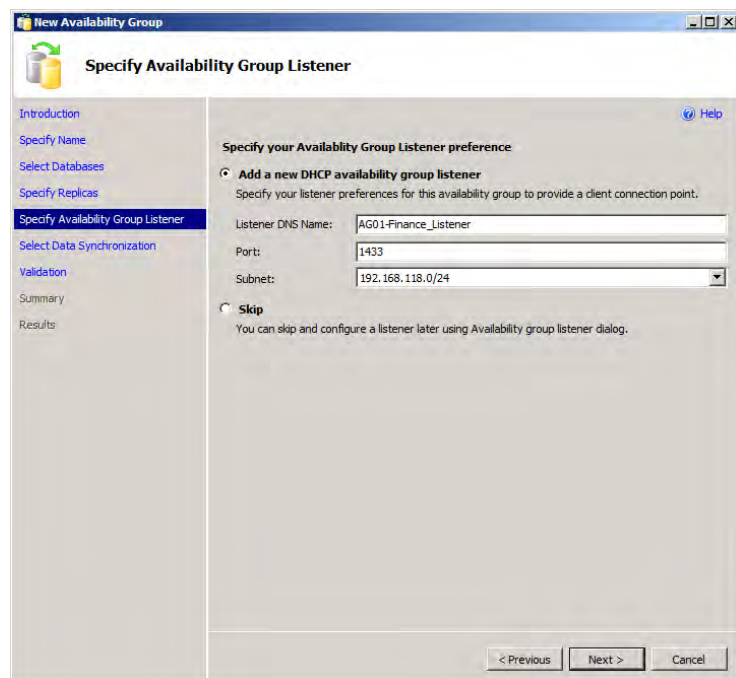 New Availability Group
Specify Availability Group Listener
Introduction
Specify Name
Select Databases
Specify Replicas
Specify Availability Group Listener
Select Data Synchronization
Validation
Summary
Results
Help
Specify your Availablity Group Listener preference
Add a new DHCP availability group listener
Specify your listener preferences for this availability group to provide a client connection point.
Listener DNS Name: AG01-Finance_Listener
Port: 1433
Subnet: 192.168.118.0/24
Skip
You can skip and configure a listener later using Availability group listener dialog.
< Previous Next > Cancel